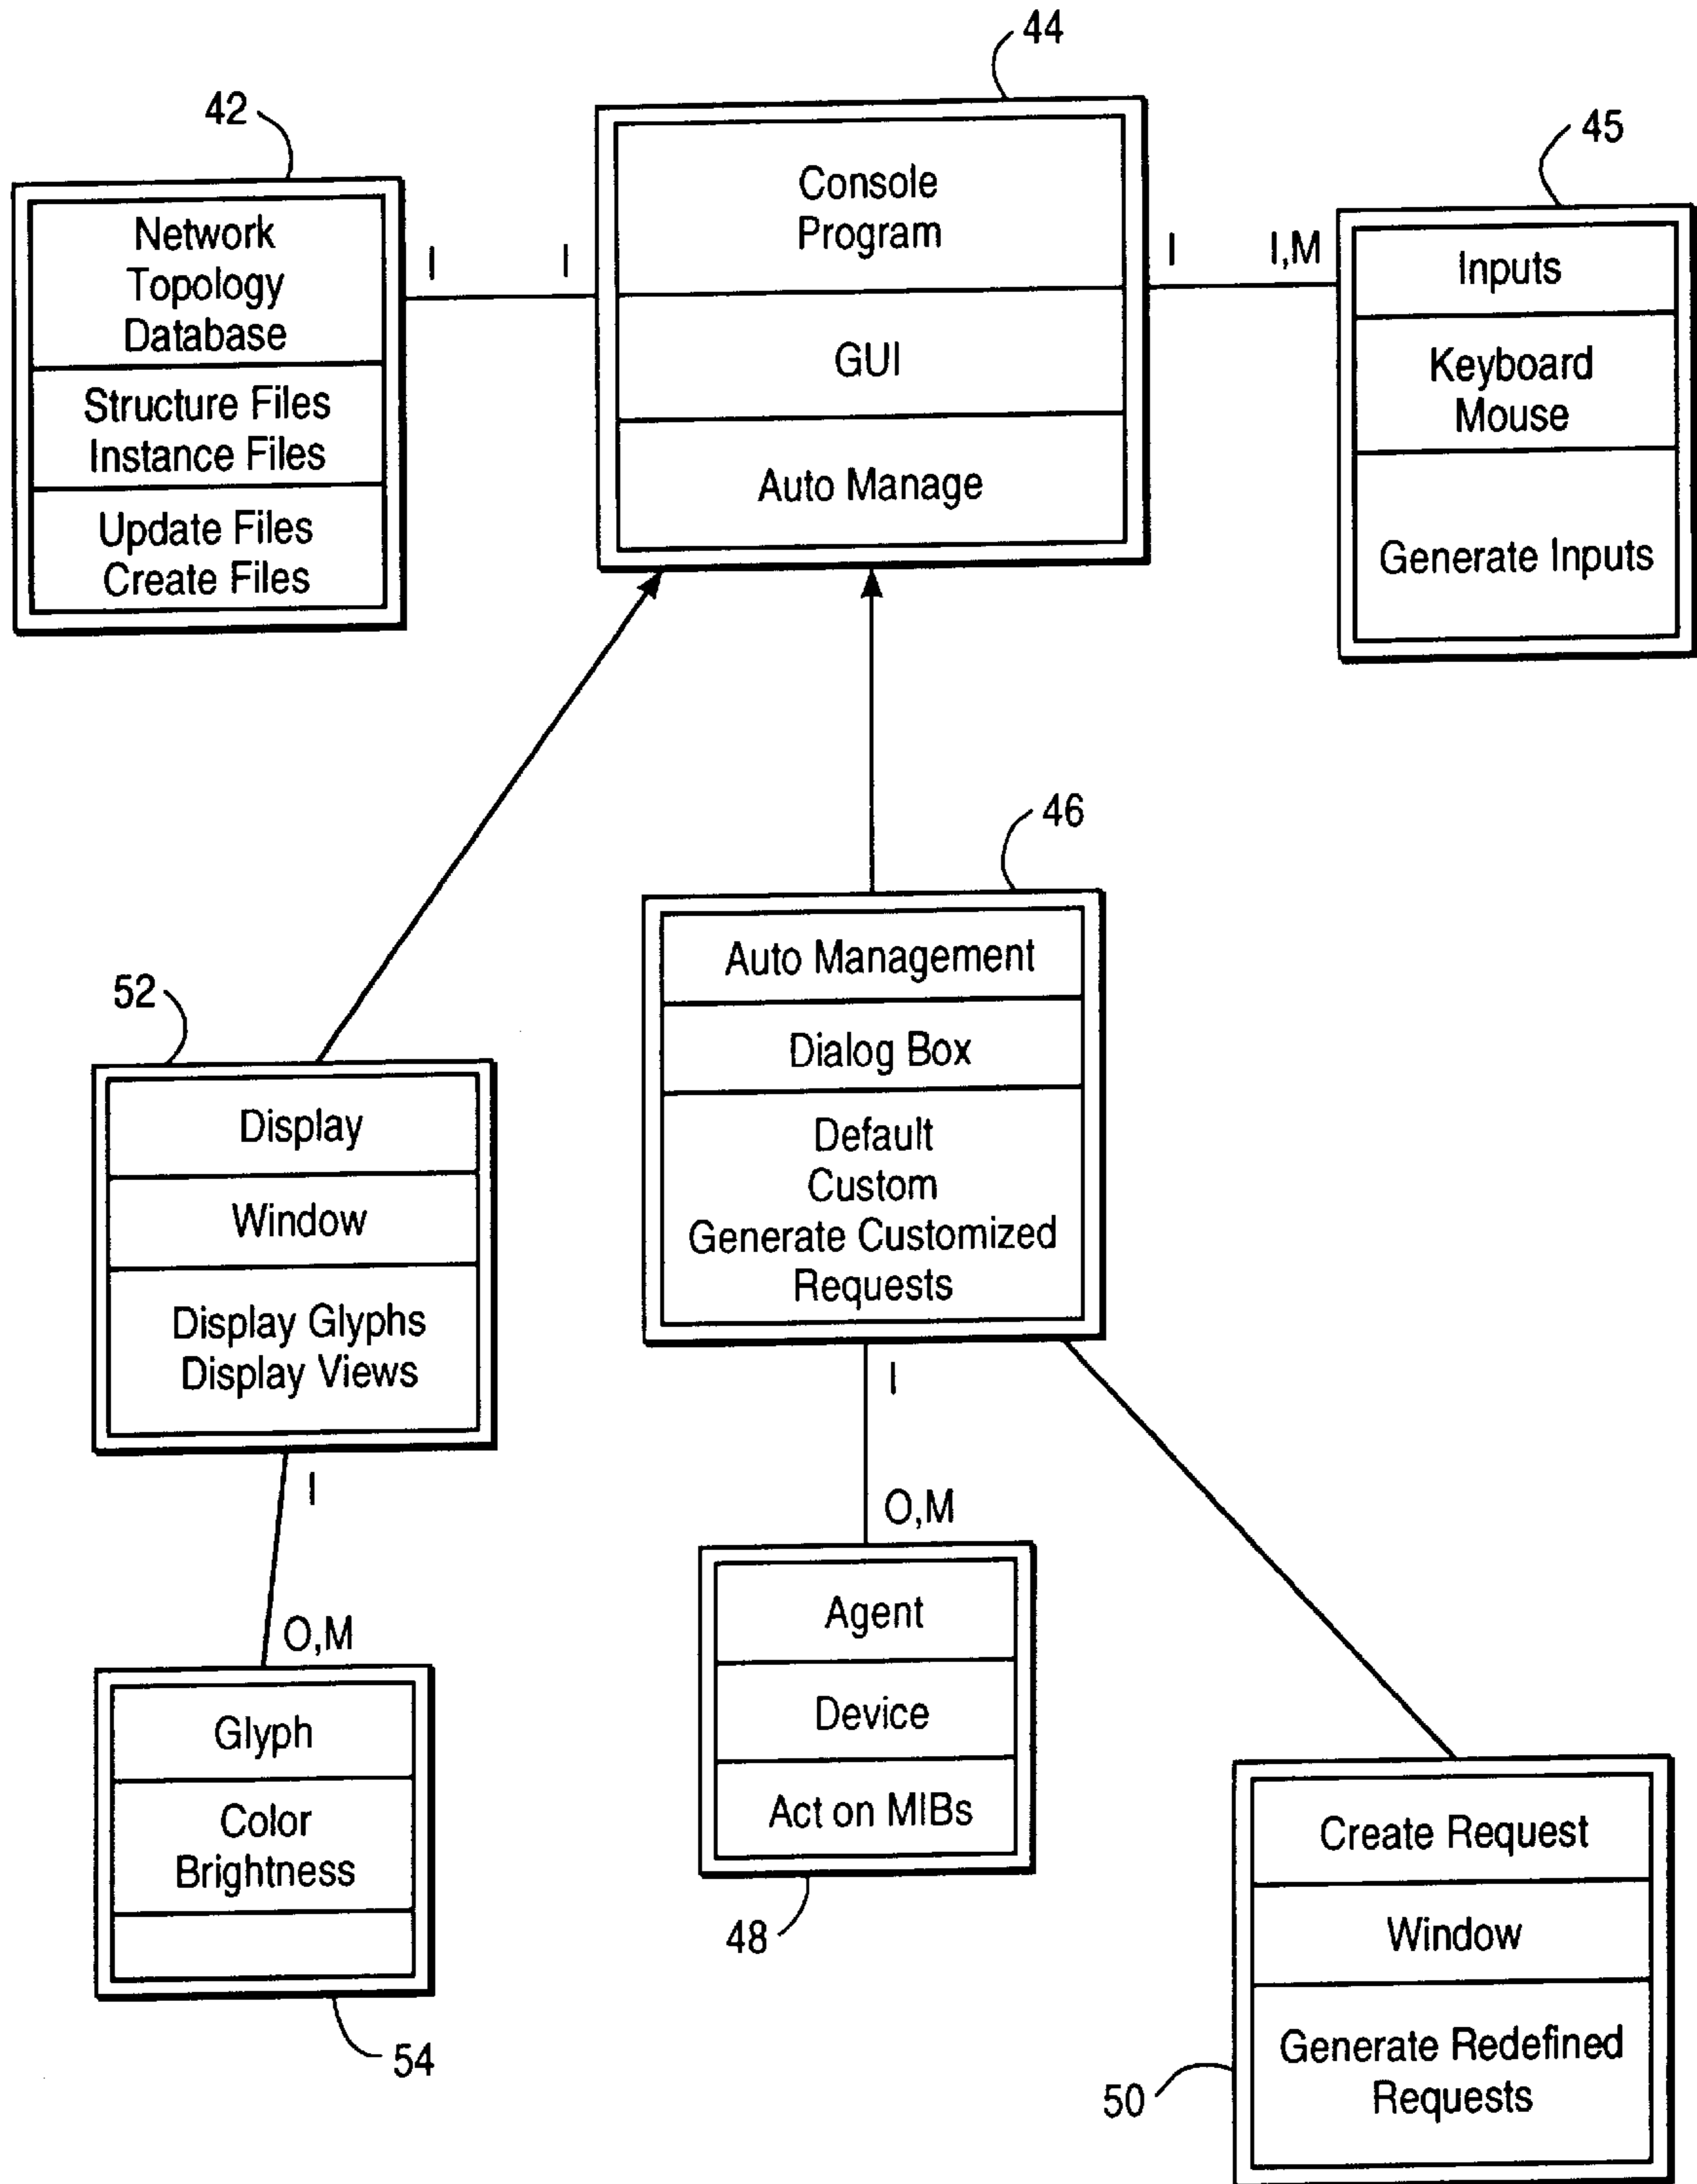 44
42
45
Console
Program
GUI
Auto Manage
Network
Topology
Database
Structure Files
Instance Files
Update Files
Create Files
I I
I I,M
Inputs
Keyboard
Mouse
Generate Inputs
46
Auto Management
Dialog Box
Default
Custom
Generate Customized
Requests
52
Display
Window
Display Glyphs
Display Views
I
O,M
I
O,M
Glyph
Color
Brightness
54
Agent
Device
Act on MIBs
48
Create Request
Window
Generate Redefined
Requests
50